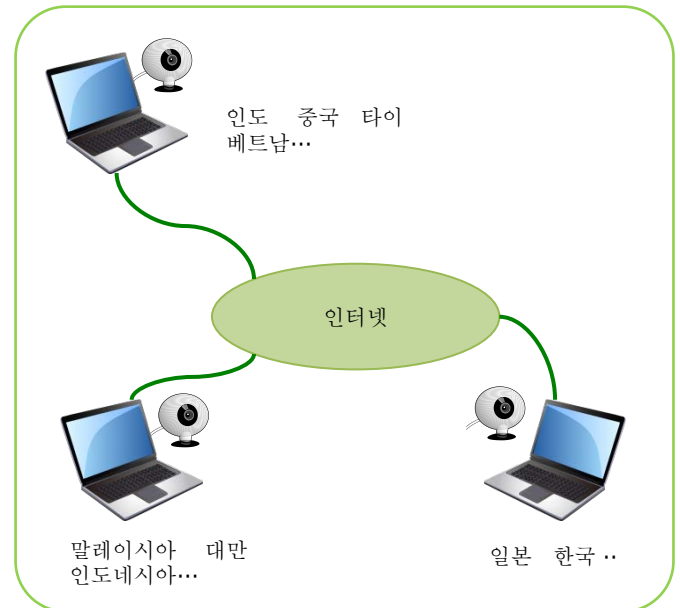 인도 중국 타이
베트남…
인터넷
말레이시아 대만
인도네시아…
일본 한국 ‥